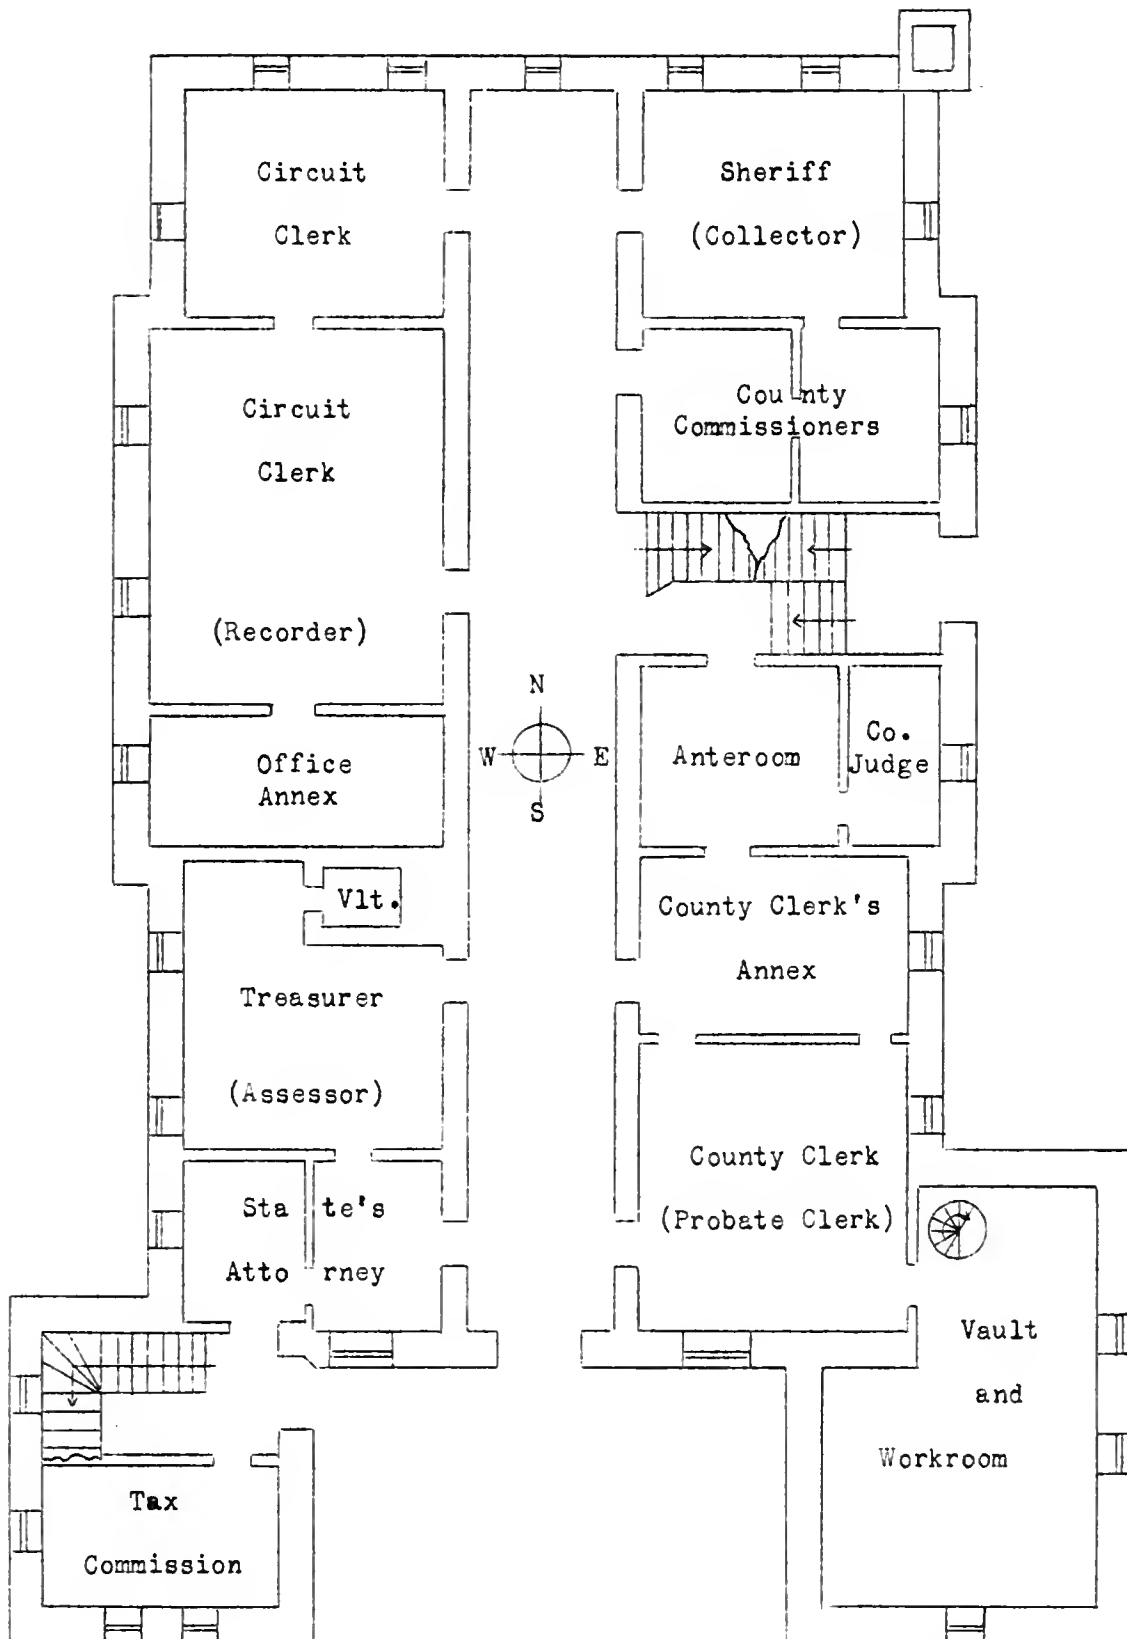 Circuit
Clerk
Sheriff
(Collector)
Circuit
Clerk
(Recorder)
County
Commissioners
N
W E
S
Office
Annex
Anteroom
Co.
Judge
Vlt.
Treasurer
(Assessor)
County Clerk's
Annex
State's
Attorney
County Clerk
(Probate Clerk)
Vault
and
Workroom
Tax
Commission